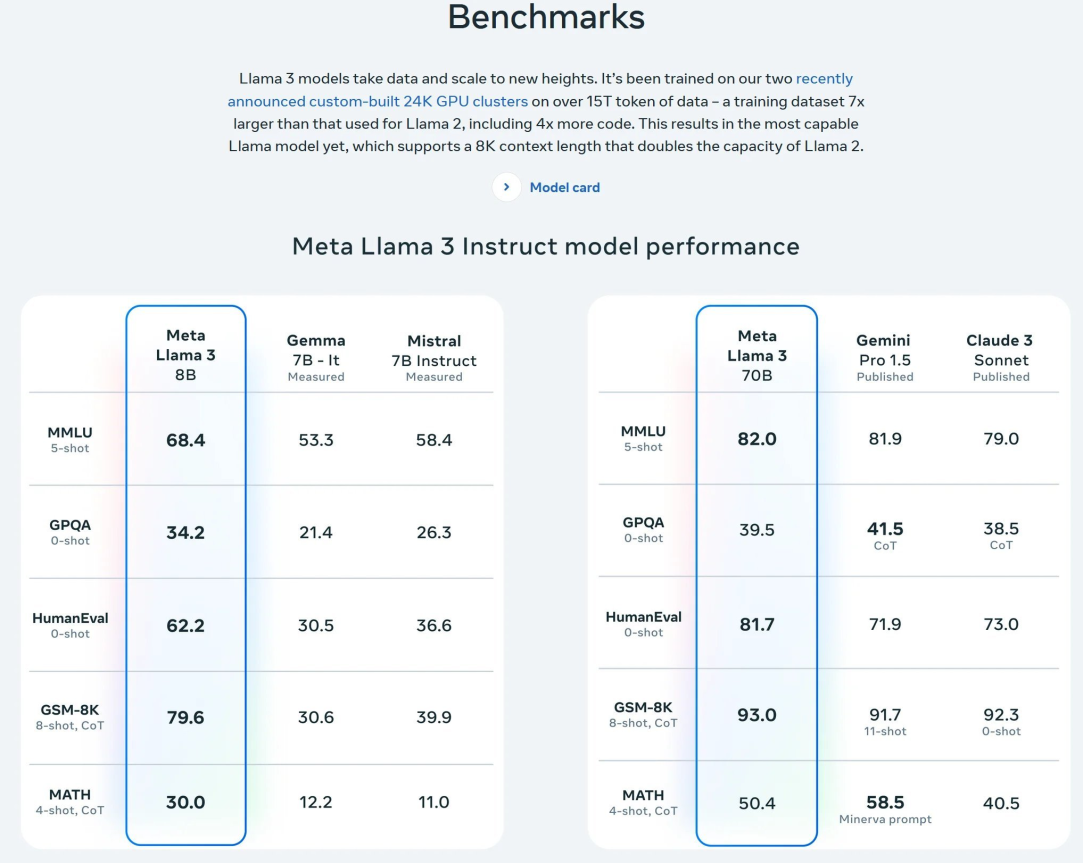 Benchmarks
Llama 3 models take data and scale to new heights. It’s been trained on our two recently
announced custom-built 24K GPU clusters on over 15T token of data – a training dataset 7x
larger than that used for Llama 2, including 4x more code. This results in the most capable
Llama model yet, which supports a 8K context length that doubles the capacity of Llama 2.
Model card
Meta Llama 3 Instruct model performance
Meta
Llama 3
8B
Gemma
7B - It
Measured
Mistral
7B Instruct
Measured
MMLU
5-shot
68.4
53.3
58.4
GPQA
0-shot
34.2
21.4
26.3
HumanEval
0-shot
62.2
30.5
36.6
GSM-8K
8-shot, CoT
79.6
30.6
39.9
MATH
4-shot, CoT
30.0
12.2
11.0
Meta
Llama 3
70B
Gemini
Pro 1.5
Published
Claude 3
Sonnet
Published
MMLU
5-shot
82.0
81.9
79.0
GPQA
0-shot
39.5
41.5
CoT
38.5
CoT
HumanEval
0-shot
81.7
71.9
73.0
GSM-8K
8-shot, CoT
93.0
91.7
11-shot
92.3
0-shot
MATH
4-shot, CoT
50.4
58.5
Minerva prompt
40.5